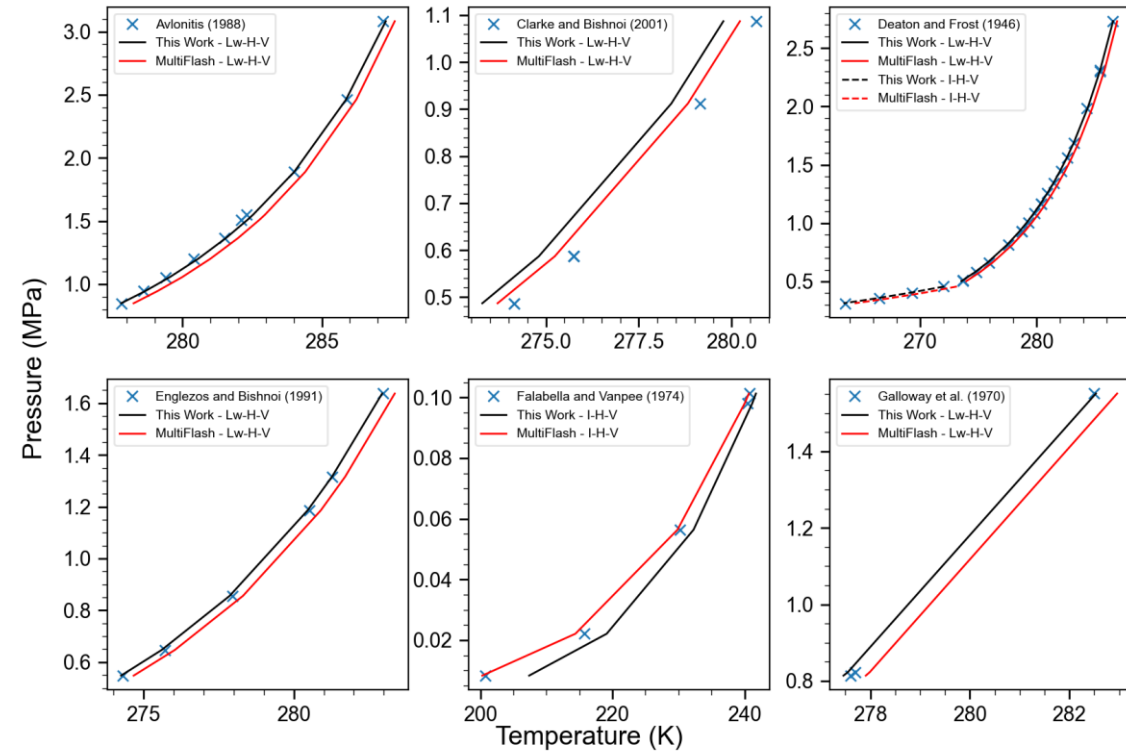 Pressure (MPa)
Avlonitis (1988)
This Work - Lw-H-V
MultiFlash - Lw-H-V
3.0
2.5
2.0
1.5
1.0
280
285
Clarke and Bishnoi (2001)
This Work - Lw-H-V
MultiFlash - Lw-H-V
1.1
1.0
0.9
0.8
0.7
0.6
0.5
275.0
277.5
280.0
Deaton and Frost (1946)
This Work - Lw-H-V
MultiFlash - Lw-H-V
This Work - I-H-V
MultiFlash - I-H-V
2.5
2.0
1.5
1.0
0.5
270
280
Englezos and Bishnoi (1991)
This Work - Lw-H-V
MultiFlash - Lw-H-V
1.6
1.4
1.2
1.0
0.8
0.6
275
280
Falabella and Vanpee (1974)
This Work - I-H-V
MultiFlash - I-H-V
0.10
0.08
0.06
0.04
0.02
200
220
240
Galloway et al. (1970)
This Work - Lw-H-V
MultiFlash - Lw-H-V
1.4
1.2
1.0
0.8
278
280
282
Temperature (K)